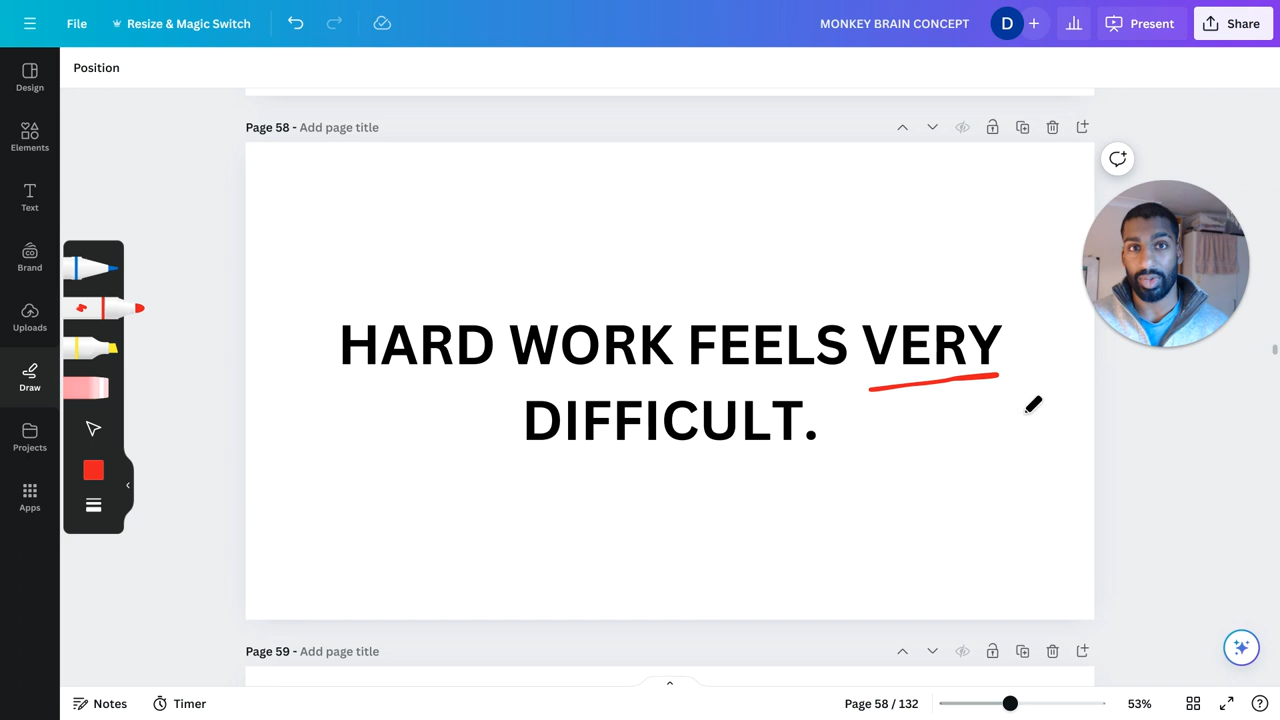 File
Resize & Magic Switch
MONKEY BRAIN CONCEPT
D
Present
Share
Position
Design
Elements
Text
Brand
Uploads
Draw
Projects
Apps
Page 58 - Add page title
HARD WORK FEELS VERY
DIFFICULT.
Page 59 - Add page title
Notes
Timer
Page 58 / 132
53%